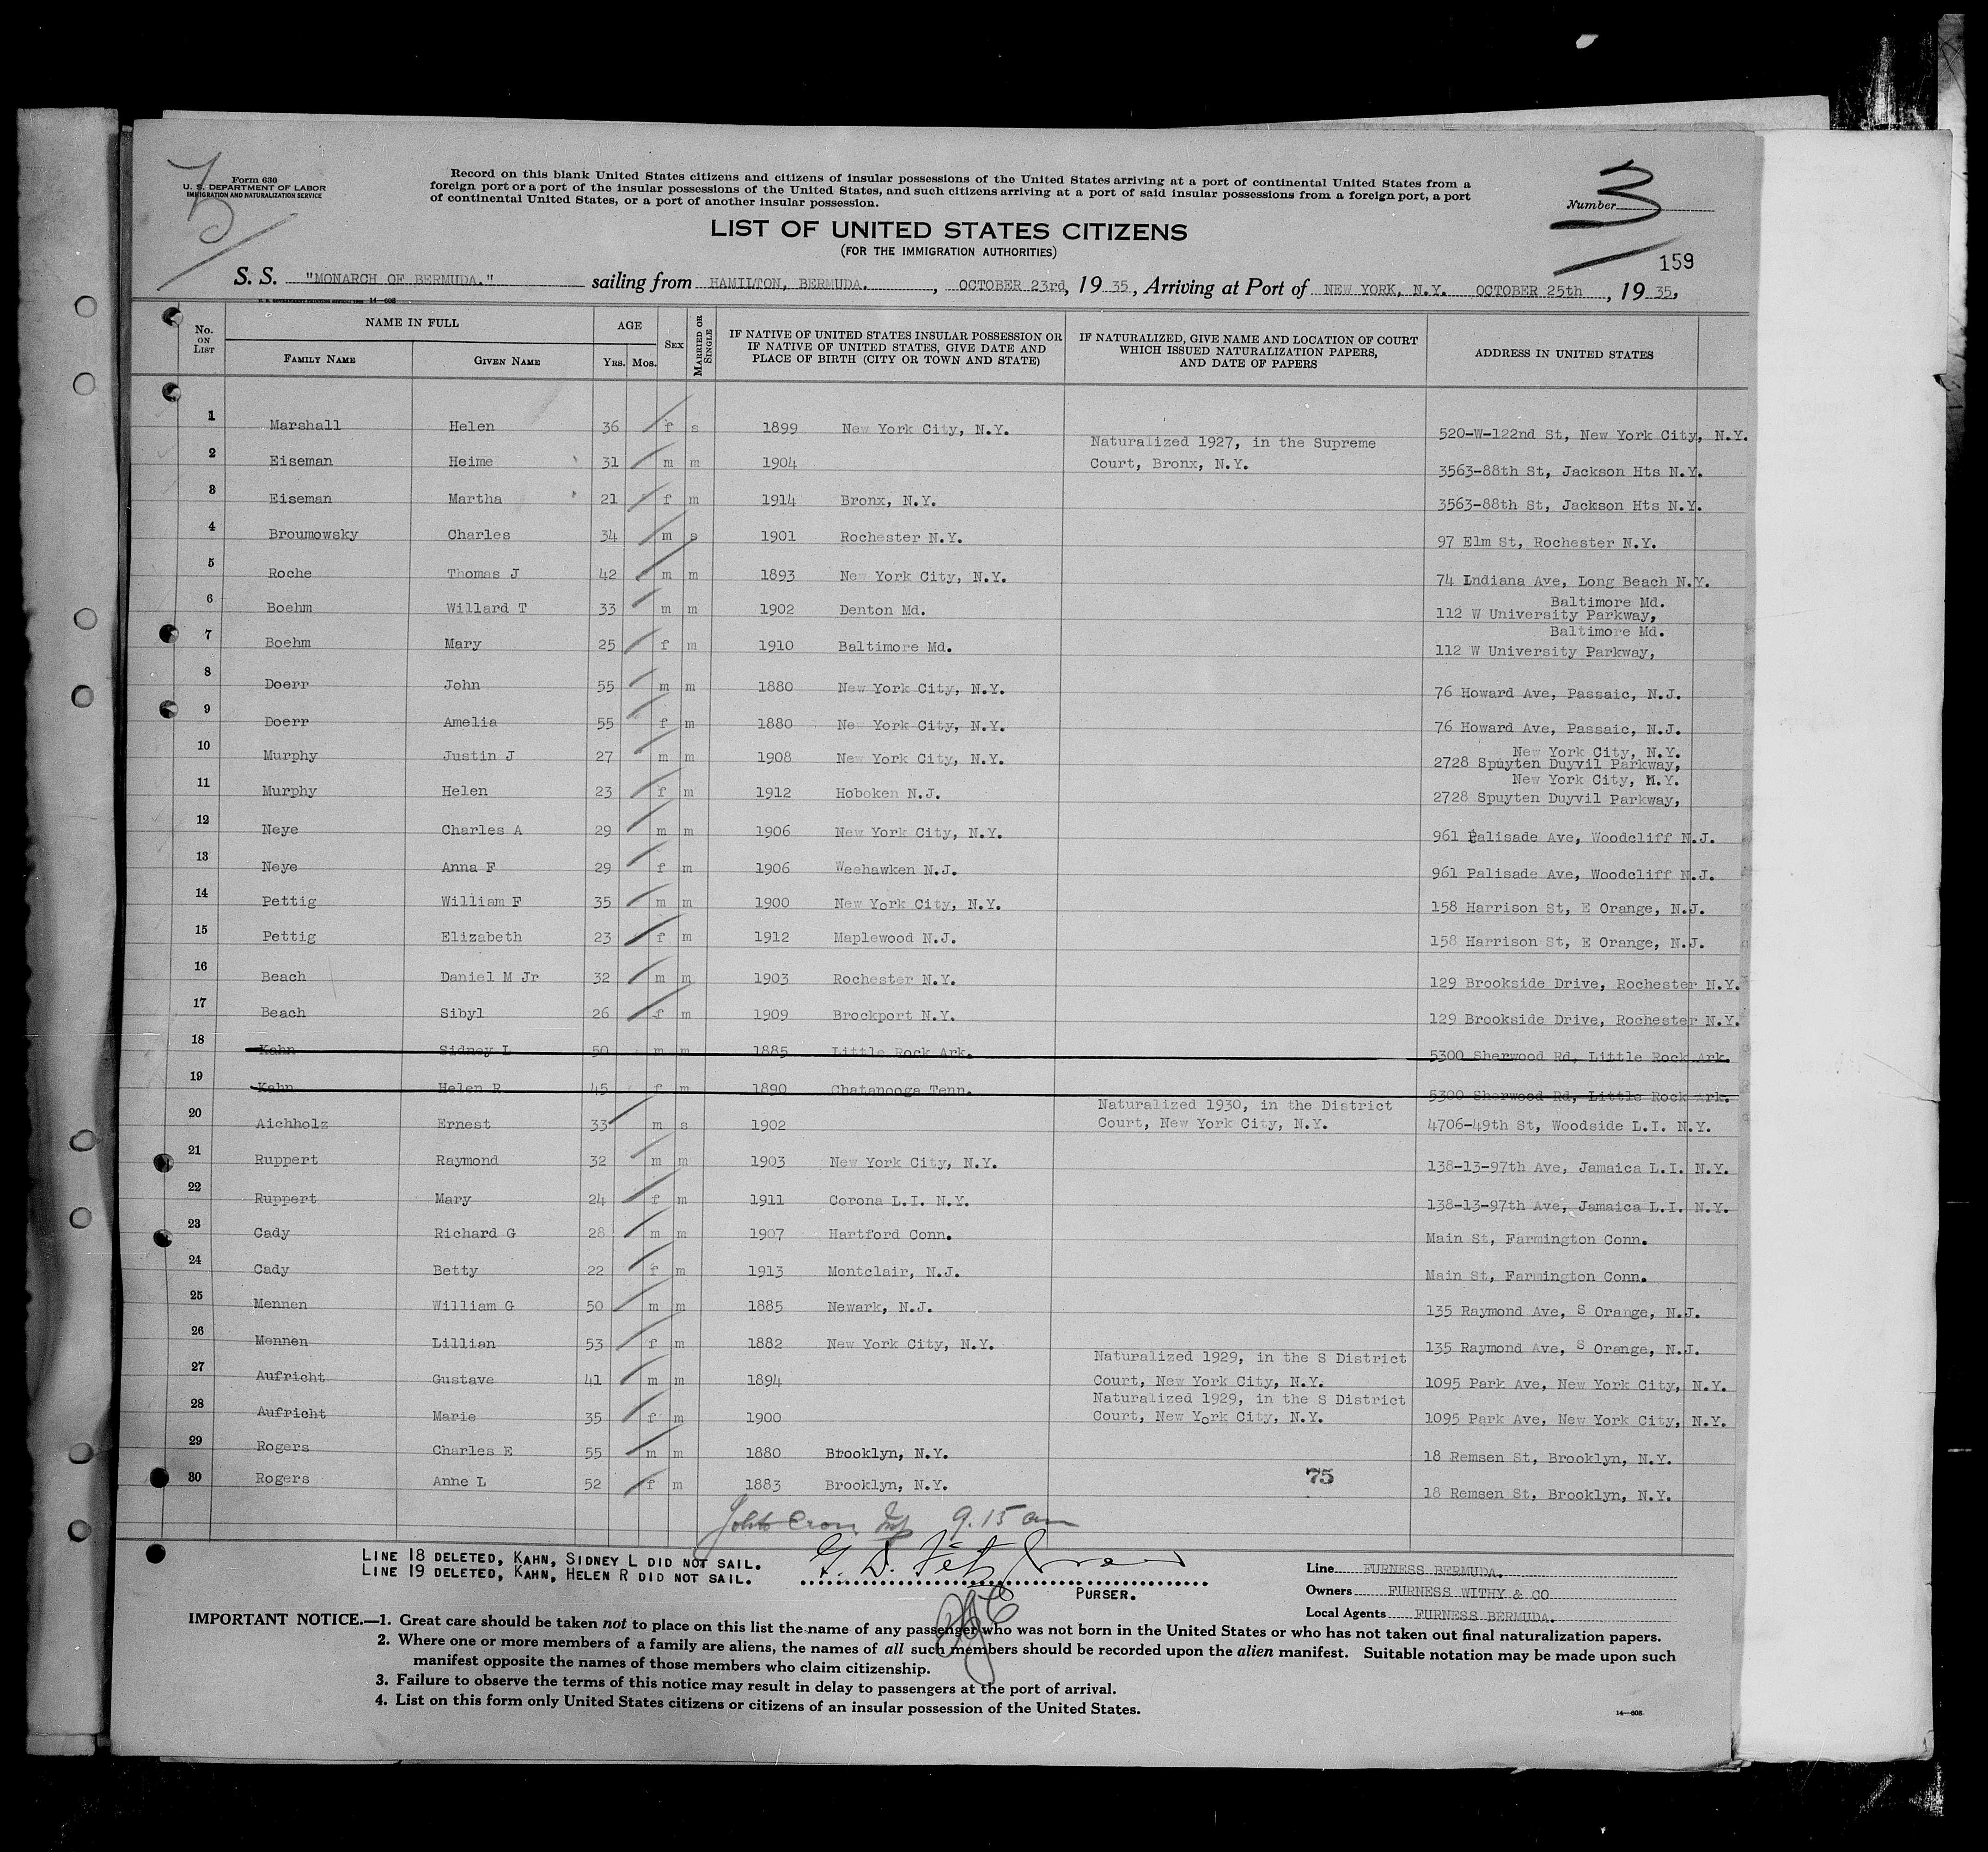 Form 630
U. S. DEPARTMENT OF LABOR
IMMIGRATION AND NATURALIZATION SERVICE
Record on this blank United States citizens and citizens of insular possessions of the United States arriving at a port of continental United States from a
foreign port or a port of the insular possessions of the United States, and such citizens arriving at a port of said insular possessions from a foreign port, a port
of continental United States, or a port of another insular possession.
Number 3
LIST OF UNITED STATES CITIZENS
(FOR THE IMMIGRATION AUTHORITIES)
159
S. S. "MONARCH OF BERMUDA." sailing from HAMILTON, BERMUDA. , OCTOBER 23rd, 19 35, Arriving at Port of NEW YORK, N.Y. OCTOBER 25th , 19 35,
U. S. GOVERNMENT PRINTING OFFICE: 14—608
No. ON LIST
NAME IN FULL
FAMILY NAME GIVEN NAME
AGE
YRS. MOS.
SEX
MARRIED OR SINGLE
IF NATIVE OF UNITED STATES INSULAR POSSESSION OR
IF NATIVE OF UNITED STATES, GIVE DATE AND
PLACE OF BIRTH (CITY OR TOWN AND STATE)
IF NATURALIZED, GIVE NAME AND LOCATION OF COURT
WHICH ISSUED NATURALIZATION PAPERS,
AND DATE OF PAPERS
ADDRESS IN UNITED STATES
1 Marshall Helen 36 f s 1899 New York City, N.Y. 520-W-122nd St, New York City, N.Y.
Naturalized 1927, in the Supreme
2 Eiseman Heime 31 m m 1904 Court, Bronx, N.Y. 3563-88th St, Jackson Hts N.Y.
3 Eiseman Martha 21 f m 1914 Bronx, N.Y. 3563-88th St, Jackson Hts N.Y.
4 Broumowsky Charles 34 m s 1901 Rochester N.Y. 97 Elm St, Rochester N.Y.
5 Roche Thomas J 42 m m 1893 New York City, N.Y. 74 Indiana Ave, Long Beach N.Y.
Baltimore Md.
6 Boehm Willard T 33 m m 1902 Denton Md. 112 W University Parkway,
Baltimore Md.
7 Boehm Mary 25 f m 1910 Baltimore Md. 112 W University Parkway,
8 Doerr John 55 m m 1880 New York City, N.Y. 76 Howard Ave, Passaic, N.J.
9 Doerr Amelia 55 f m 1880 New York City, N.Y. 76 Howard Ave, Passaic, N.J.
New York City, N.Y.
10 Murphy Justin J 27 m m 1908 New York City, N.Y. 2728 Spuyten Duyvil Parkway,
New York City, N.Y.
11 Murphy Helen 23 f m 1912 Hoboken N.J. 2728 Spuyten Duyvil Parkway,
12 Neye Charles A 29 m m 1906 New York City, N.Y. 961 Palisade Ave, Woodcliff N.J.
13 Neye Anna F 29 f m 1906 Weehawken N.J. 961 Palisade Ave, Woodcliff N.J.
14 Pettig William F 35 m m 1900 New York City, N.Y. 158 Harrison St, E Orange, N.J.
15 Pettig Elizabeth 23 f m 1912 Maplewood N.J. 158 Harrison St, E Orange, N.J.
16 Beach Daniel M Jr 32 m m 1903 Rochester N.Y. 129 Brookside Drive, Rochester N.Y.
17 Beach Sibyl 26 f m 1909 Brockport N.Y. 129 Brookside Drive, Rochester N.Y.
18 Kahn Sidney L 50 m m 1885 Little Rock Ark. 5300 Sherwood Rd, Little Rock Ark.
19 Kahn Helen R 45 f m 1890 Chatanooga Tenn. 5300 Sherwood Rd, Little Rock Ark.
Naturalized 1930, in the District
20 Aichholz Ernest 33 m s 1902 Court, New York City, N.Y. 4706-49th St, Woodside L.I. N.Y.
21 Ruppert Raymond 32 m m 1903 New York City, N.Y. 138-13-97th Ave, Jamaica L.I. N.Y.
22 Ruppert Mary 24 f m 1911 Corona L.I. N.Y. 138-13-97th Ave, Jamaica L.I. N.Y.
23 Cady Richard G 28 m m 1907 Hartford Conn. Main St, Farmington Conn.
24 Cady Betty 22 f m 1913 Montclair, N.J. Main St, Farmington Conn.
25 Mennen William G 50 m m 1885 Newark, N.J. 135 Raymond Ave, S Orange, N.J.
26 Mennen Lillian 53 f m 1882 New York City, N.Y. 135 Raymond Ave, S Orange, N.J.
Naturalized 1929, in the S District
27 Aufricht Gustave 41 m m 1894 Court, New York City, N.Y. 1095 Park Ave, New York City, N.Y.
Naturalized 1929, in the S District
28 Aufricht Marie 35 f m 1900 Court, New York City, N.Y. 1095 Park Ave, New York City, N.Y.
29 Rogers Charles E 55 m m 1880 Brooklyn, N.Y. 18 Remsen St, Brooklyn, N.Y.
30 Rogers Anne L 52 f m 1883 Brooklyn, N.Y. 18 Remsen St, Brooklyn, N.Y.
75
9.15 am
LINE 18 DELETED, KAHN, SIDNEY L DID NOT SAIL.
LINE 19 DELETED, KAHN, HELEN R DID NOT SAIL.
PURSER.
Line FURNESS BERMUDA.
Owners FURNESS WITHY & CO
Local Agents FURNESS BERMUDA.
IMPORTANT NOTICE.—1. Great care should be taken not to place on this list the name of any passenger who was not born in the United States or who has not taken out final naturalization papers.
2. Where one or more members of a family are aliens, the names of all such members should be recorded upon the alien manifest. Suitable notation may be made upon such
manifest opposite the names of those members who claim citizenship.
3. Failure to observe the terms of this notice may result in delay to passengers at the port of arrival.
4. List on this form only United States citizens or citizens of an insular possession of the United States.
14—608